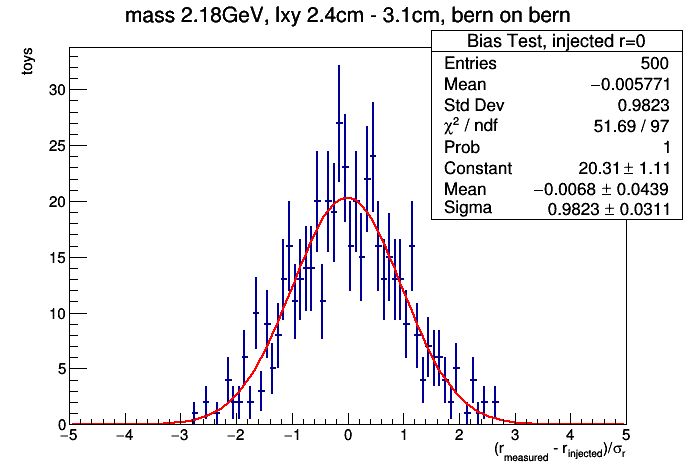 mass 2.18GeV, lxy 2.4cm - 3.1cm, bern on bern
Bias Test, injected r=0
Entries 500
Mean −0.005771
Std Dev 0.9823
χ² / ndf 51.69 / 97
Prob 1
Constant 20.31 ± 1.11
Mean −0.0068 ± 0.0439
Sigma 0.9823 ± 0.0311
toys
30
25
20
15
10
5
0
−5 −4 −3 −2 −1 0 1 2 3 4 5
(r_measured - r_injected)/σ_r